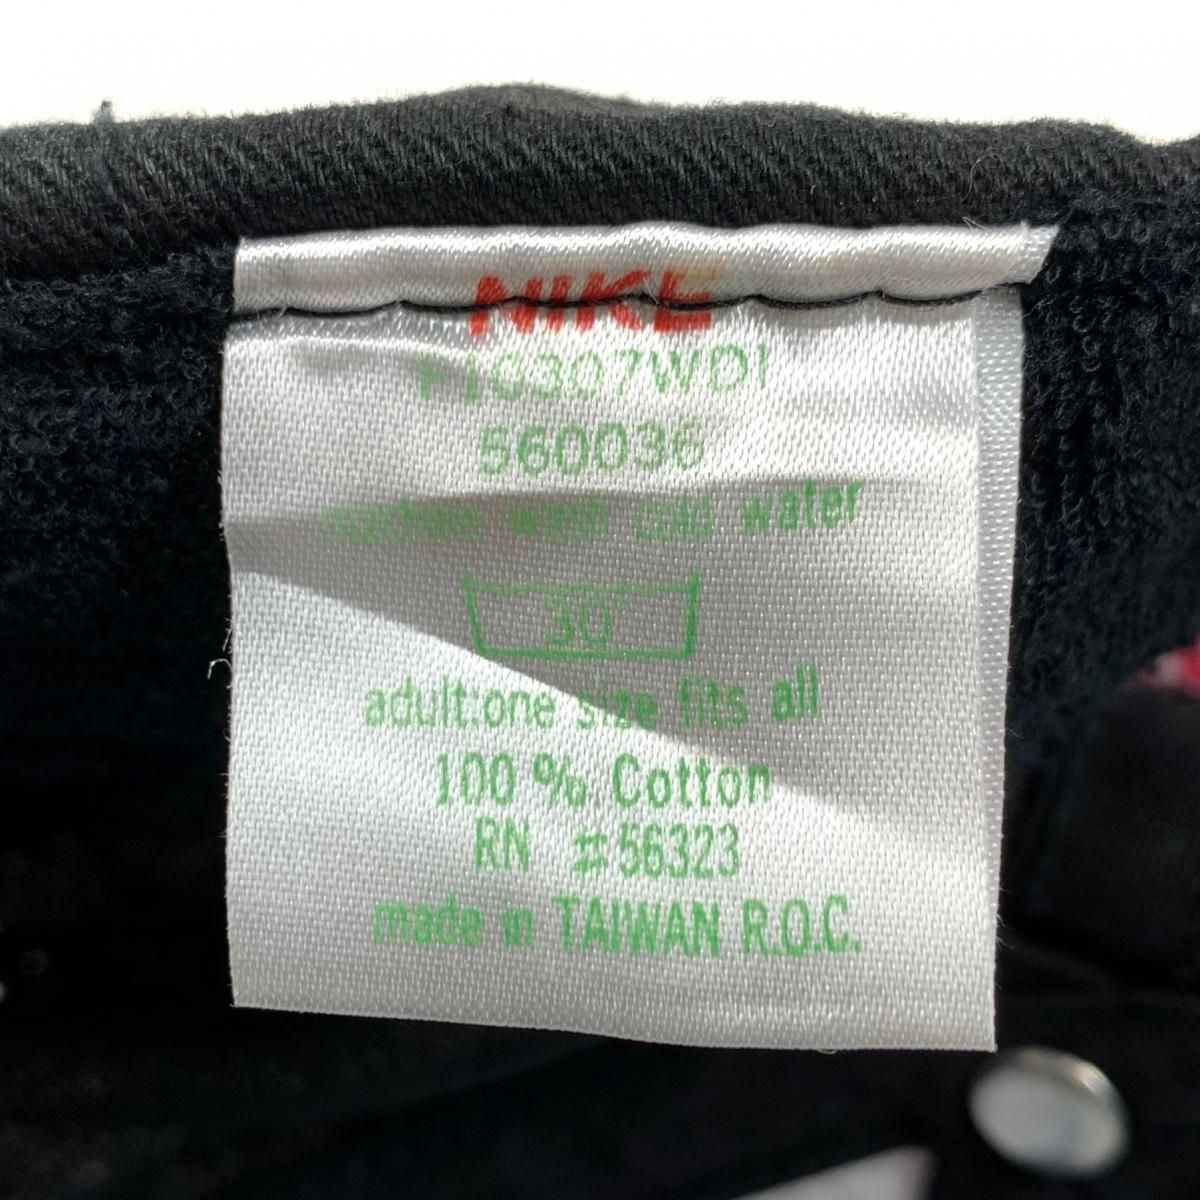 NIKE
F10307WD1
560036
machine wash cold water
30°
adult:one size fits all
100 % Cotton
RN #56323
made in TAIWAN R.O.C.